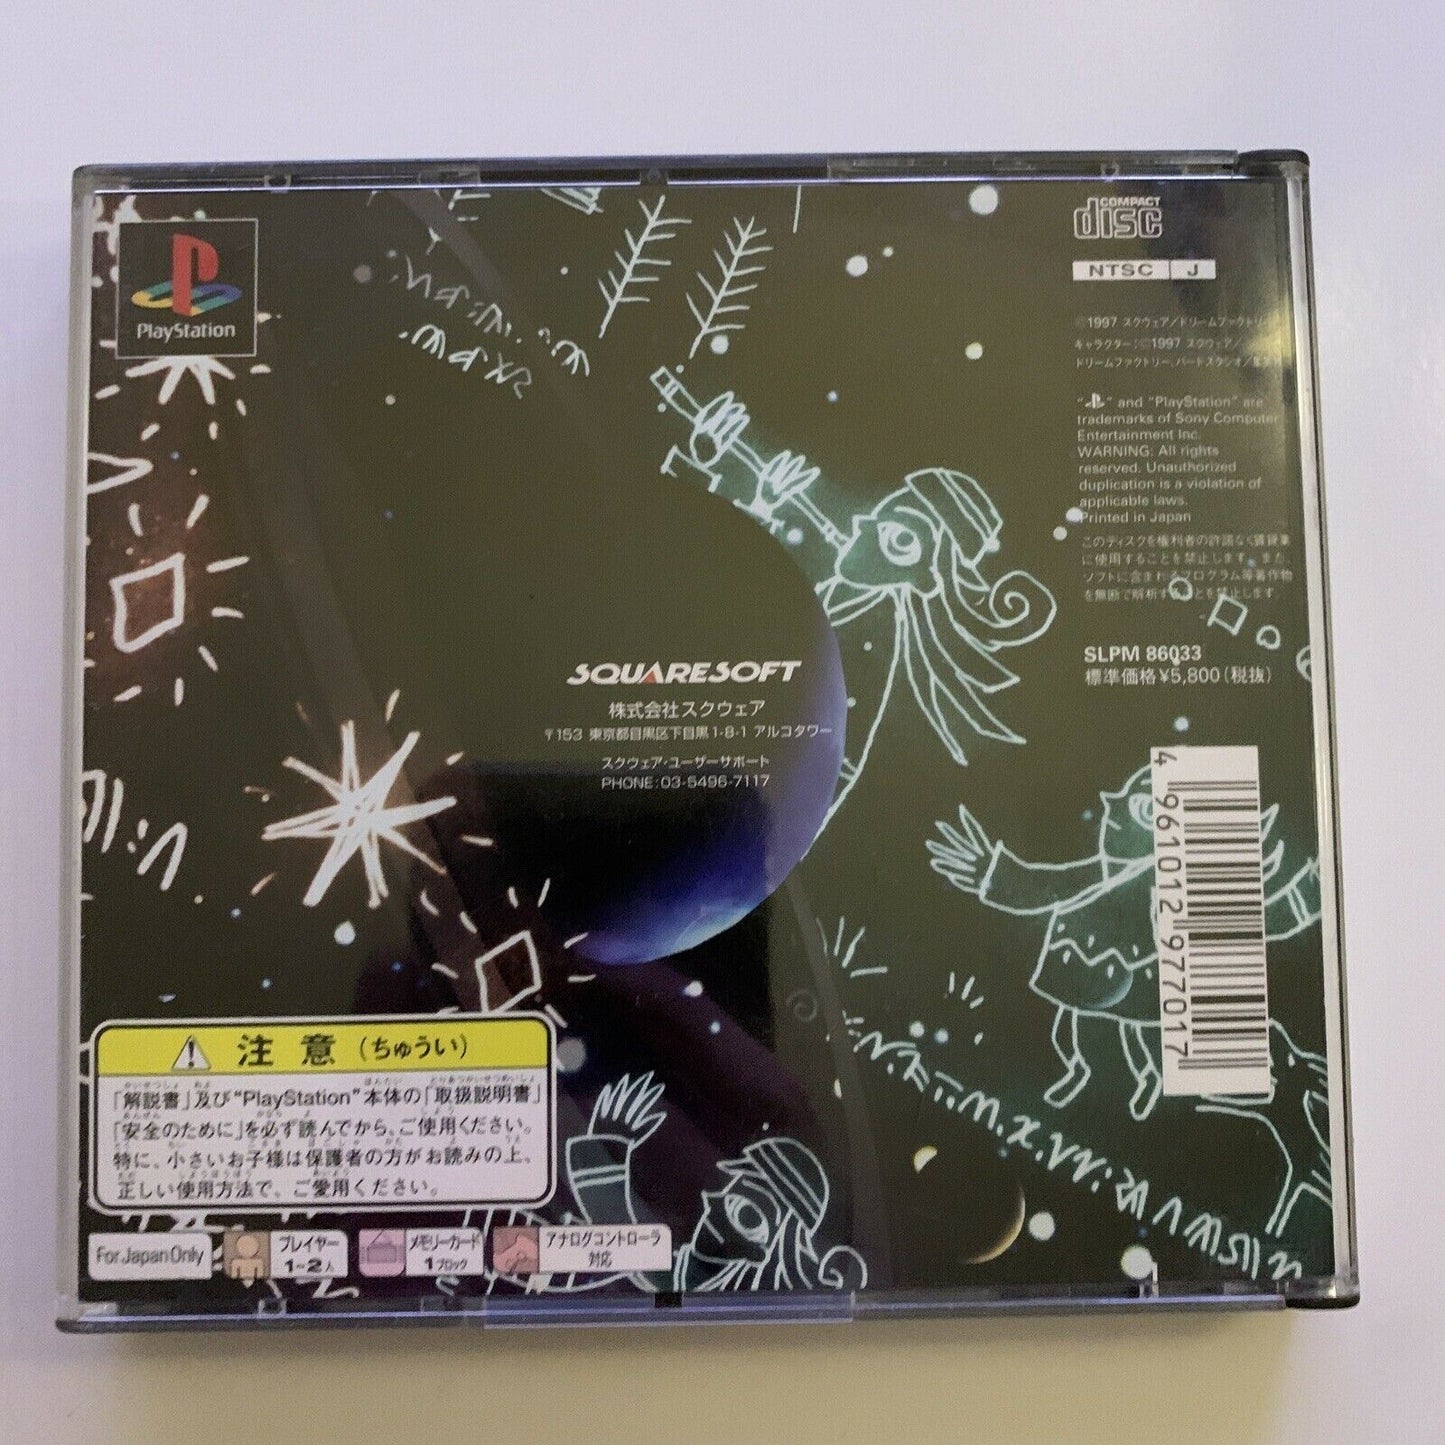 PlayStation
COMPACT
disc
NTSC J
©1997 スクウェア/ドリームファクトリー
キャラクター:©1997 スクウェア/
ドリームファクトリー、バードスタジオ/集英
"PS" and "PlayStation" are
trademarks of Sony Computer
Entertainment Inc.
WARNING: All rights
reserved. Unauthorized
duplication is a violation of
applicable laws.
Printed in Japan
このディスクを権利者の許諾なく賃貸業
に使用することを禁止します。また、
ソフトに含まれるプログラム等著作物
を無断で解析することを禁止します。
SLPM 86033
標準価格¥5,800(税抜)
SQUARESOFT
株式会社スクウェア
〒153 東京都目黒区下目黒1-8-1 アルコタワー
スクウェア・ユーザーサポート
PHONE:03-5496-7117
4 961012 977017
注意(ちゅうい)
「解説書」及び“PlayStation”本体の「取扱説明書」
「安全のために」を必ず読んでから、ご使用ください。
特に、小さいお子様は保護者の方がお読みの上、
正しい使用方法で、ご愛用ください。
For Japan Only
プレイヤー
1~2人
メモリーカード
1ブロック
アナログコントローラ
対応